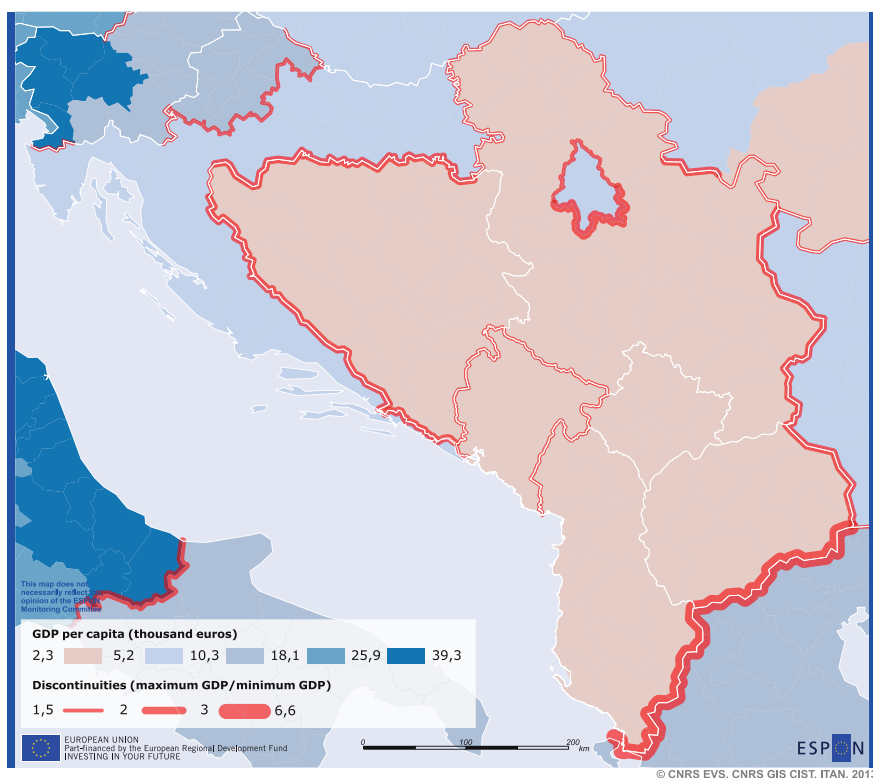 This map does not
necessarily reflect the
opinion of the ESPON
Monitoring Committee
GDP per capita (thousand euros)
2,3 5,2 10,3 18,1 25,9 39,3
Discontinuities (maximum GDP/minimum GDP)
1,5 2 3 6,6
EUROPEAN UNION
Part-financed by the European Regional Development Fund
INVESTING IN YOUR FUTURE
0 100 200
km
ESPON
© CNRS EVS, CNRS GIS CIST, ITAN, 2013